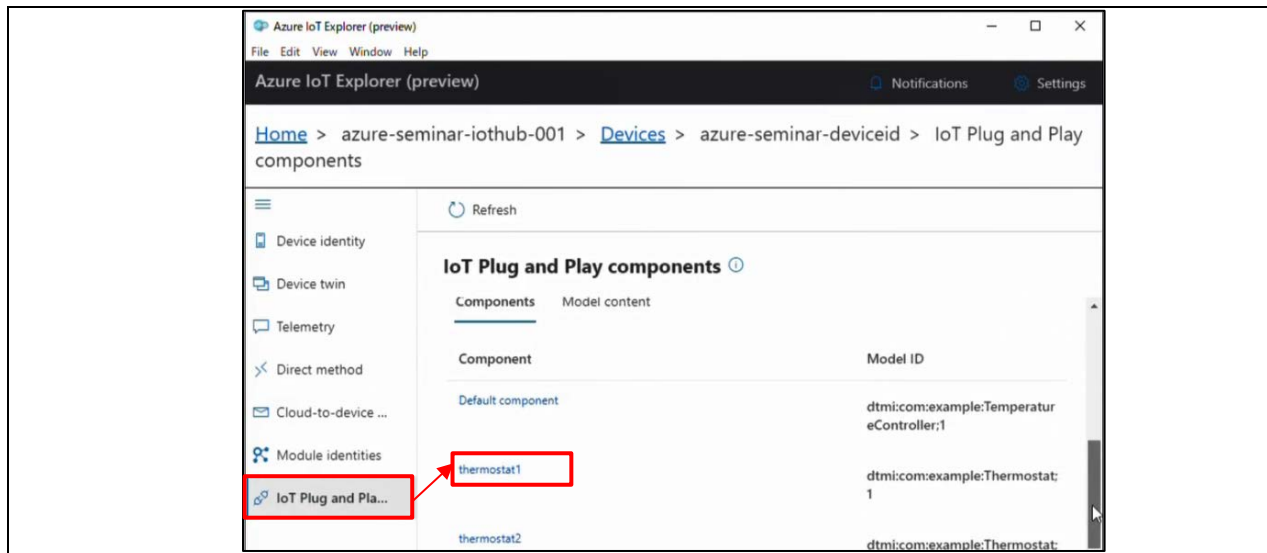 Azure IoT Explorer (preview)
File Edit View Window Help
Azure IoT Explorer (preview)
Notifications
Settings
Home > azure-seminar-iothub-001 > Devices > azure-seminar-deviceid > IoT Plug and Play
components
Refresh
Device identity
Device twin
Telemetry
Direct method
Cloud-to-device ...
Module identities
IoT Plug and Pla...
IoT Plug and Play components
Components Model content
Component Model ID
Default component
dtmi:com:example:Temperatur
eController;1
thermostat1
dtmi:com:example:Thermostat;
1
thermostat2
dtmi:com:example:Thermostat;